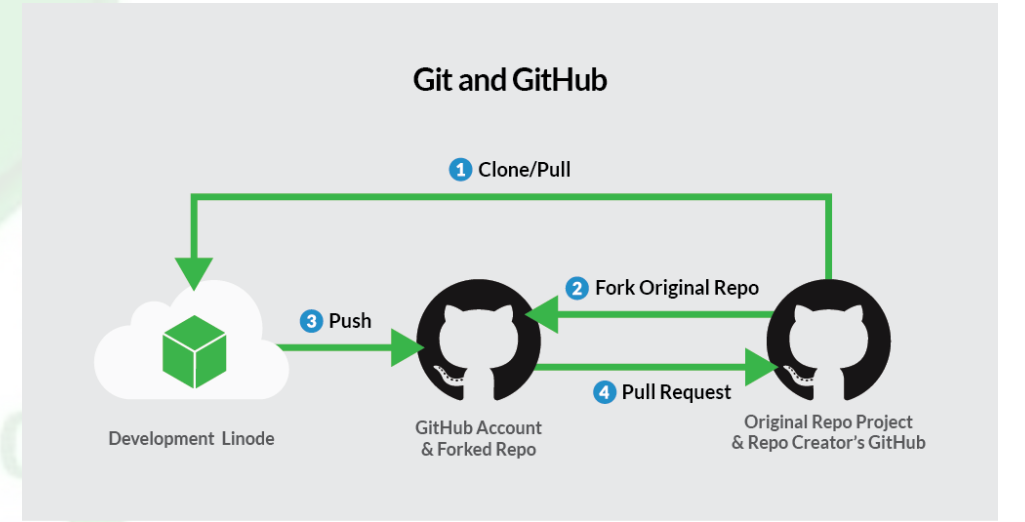 Git and GitHub
1 Clone/Pull
2 Fork Original Repo
3 Push
4 Pull Request
Development Linode
GitHub Account
& Forked Repo
Original Repo Project
& Repo Creator's GitHub